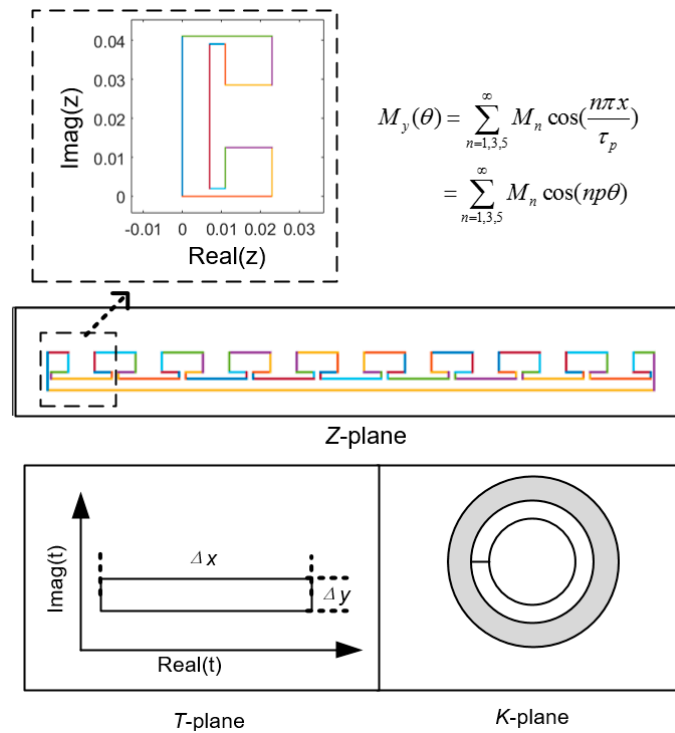 0.04
0.03
0.02
0.01
0
Imag(z)
-0.01 0 0.01 0.02 0.03
Real(z)
M_y(θ) = ∑_{n=1,3,5}^{∞} M_n cos(nπx/τ_p)
= ∑_{n=1,3,5}^{∞} M_n cos(npθ)
Z-plane
Imag(t)
Δx
Δy
Real(t)
T-plane
K-plane